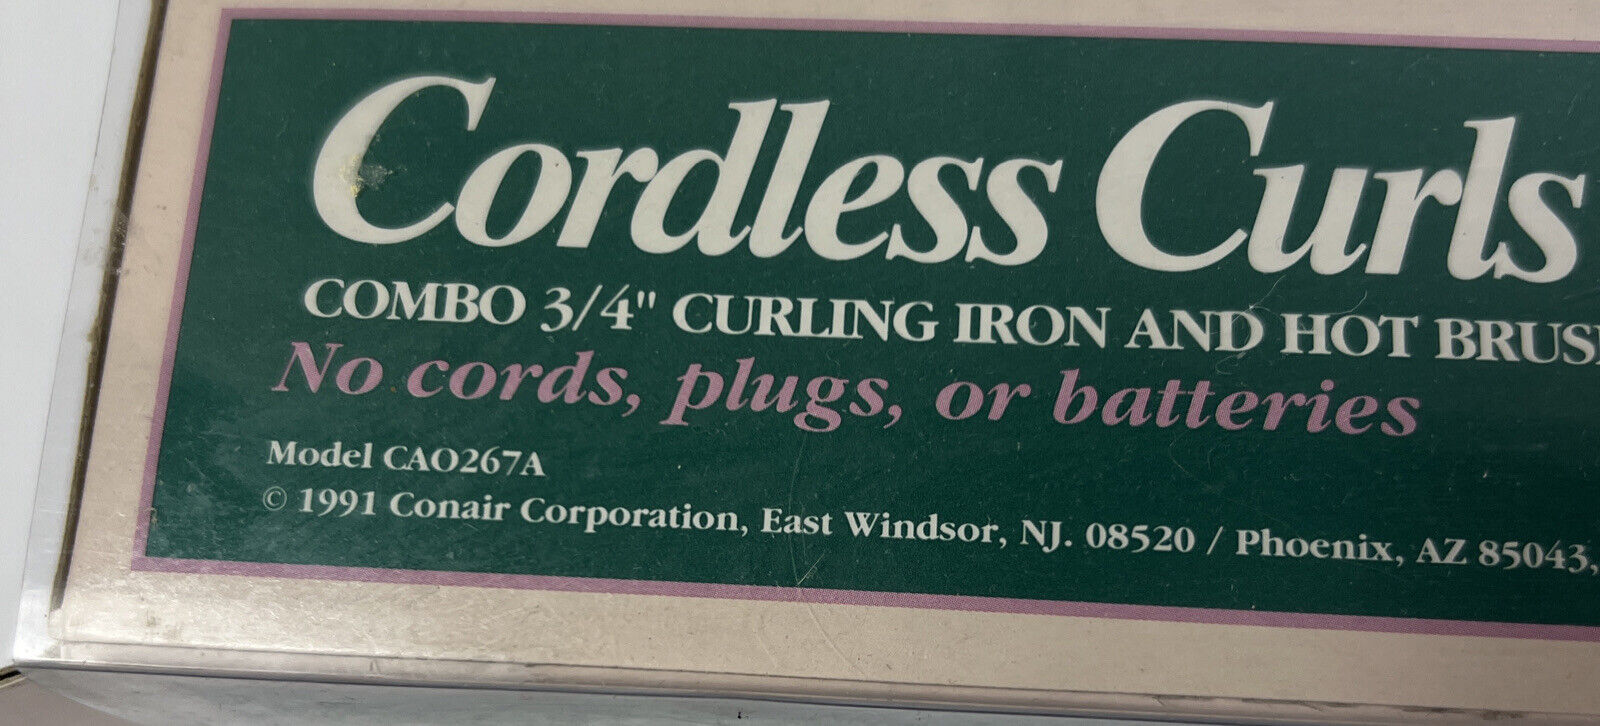 Cordless Curls
COMBO 3/4" CURLING IRON AND HOT BRUS
No cords, plugs, or batteries
Model CAO267A
© 1991 Conair Corporation, East Windsor, NJ. 08520 / Phoenix, AZ 85043,